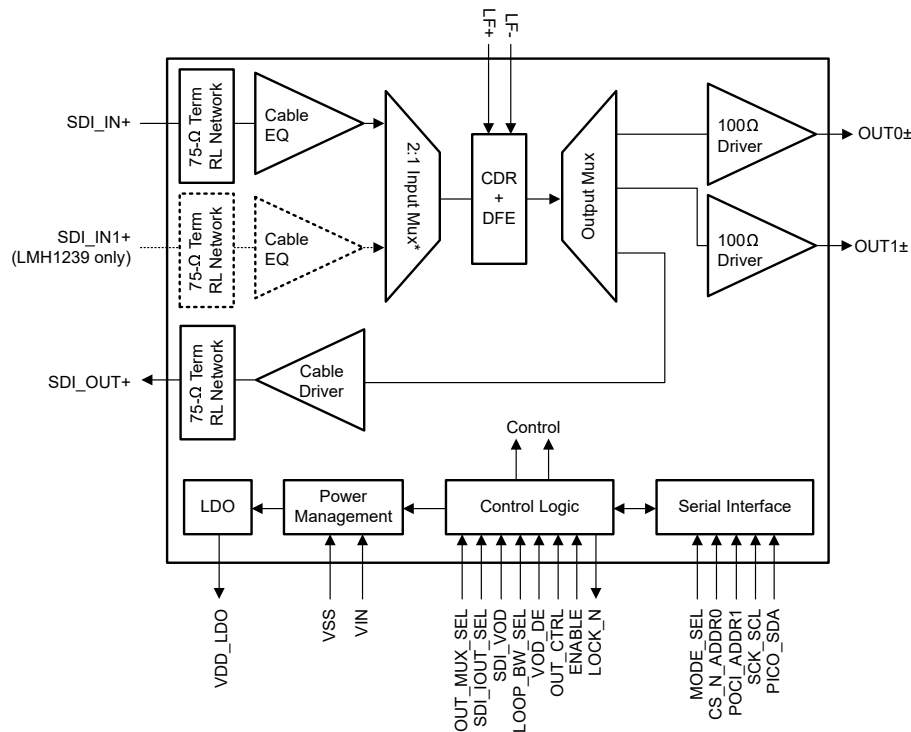 LF+
LF-
SDI_IN+
75-Ω Term
RL Network
Cable
EQ
2:1 Input Mux*
CDR
+
DFE
Output Mux
100Ω
Driver
OUT0±
SDI_IN1+
(LMH1239 only)
75-Ω Term
RL Network
Cable
EQ
100Ω
Driver
OUT1±
SDI_OUT+
75-Ω Term
RL Network
Cable
Driver
Control
LDO
Power
Management
Control Logic
Serial Interface
VDD_LDO
VSS
VIN
OUT_MUX_SEL
SDI_IOUT_SEL
SDI_VOD
LOOP_BW_SEL
VOD_DE
OUT_CTRL
ENABLE
LOCK_N
MODE_SEL
CS_N_ADDR0
POCI_ADDR1
SCK_SCL
PICO_SDA